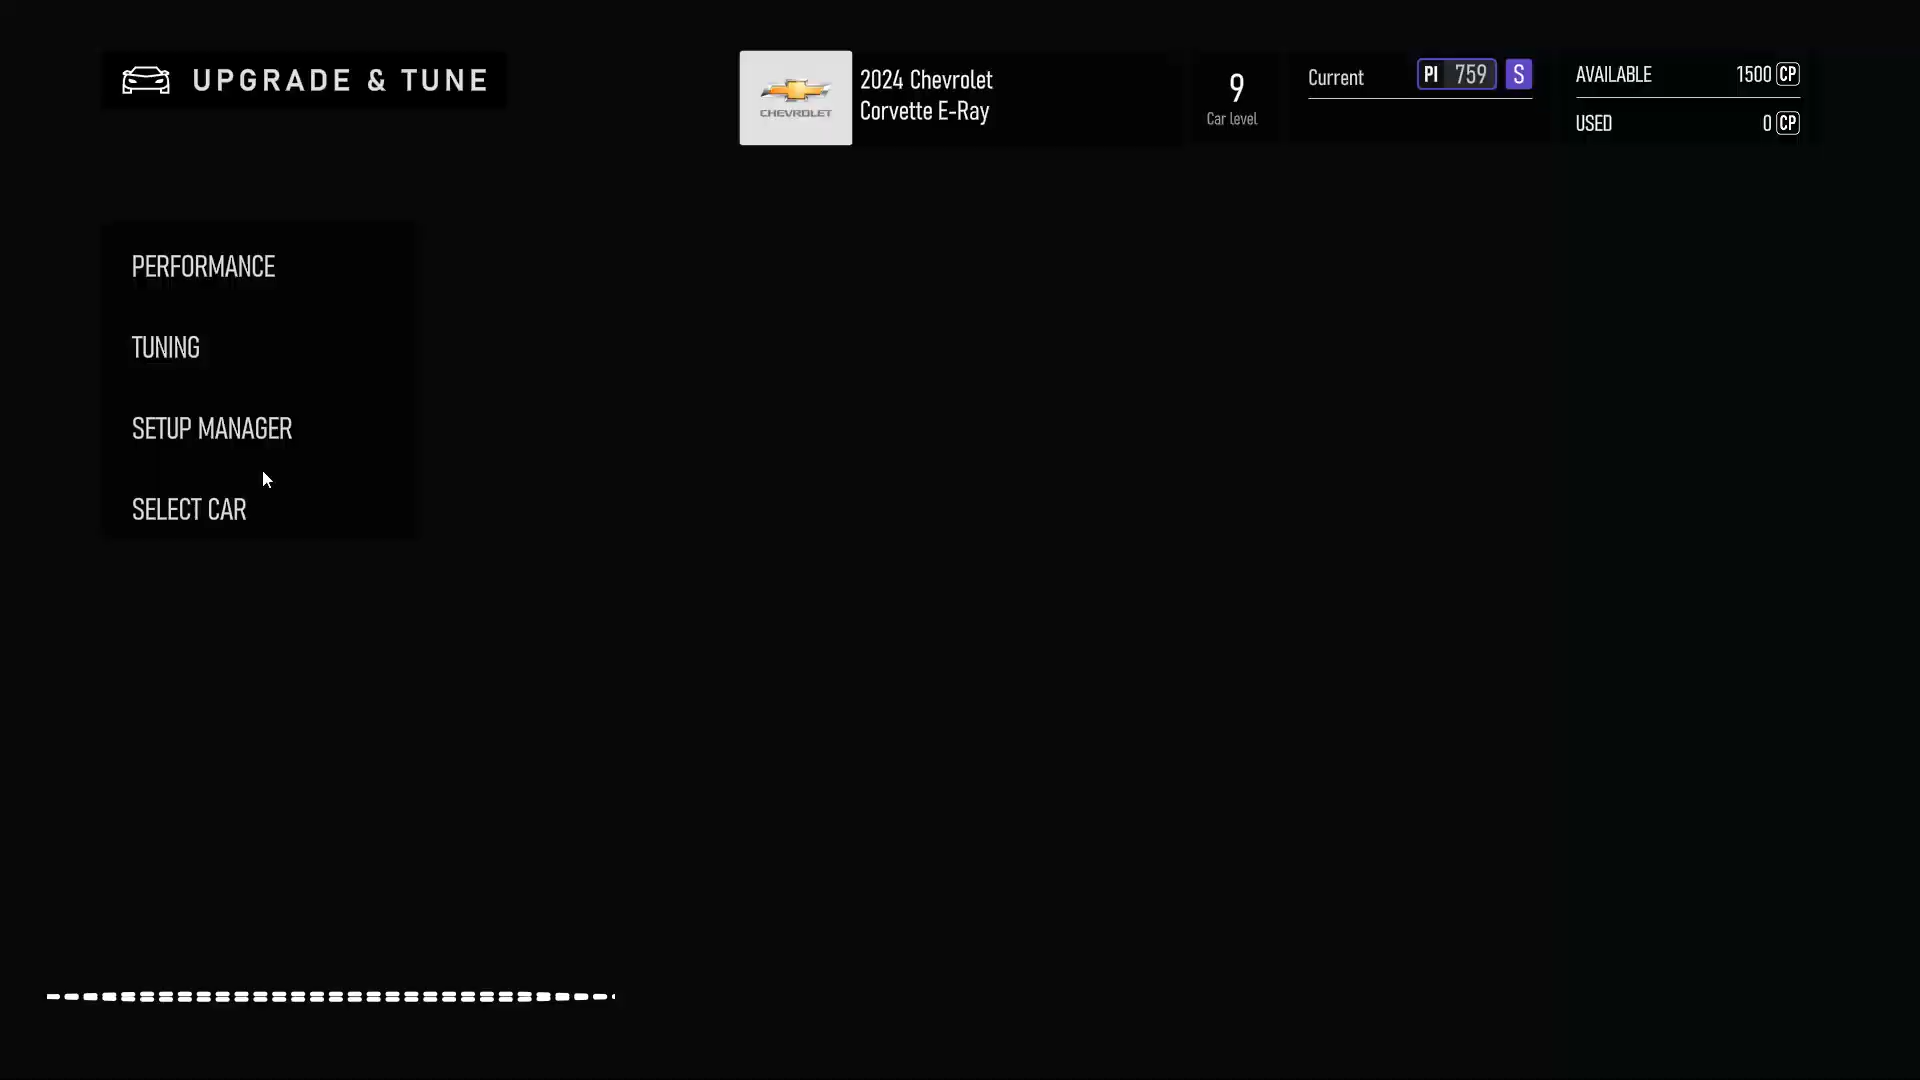 UPGRADE & TUNE
CHEVROLET
2024 Chevrolet
Corvette E-Ray
9
Car level
Current PI 759 S
AVAILABLE 1500 CP
USED 0 CP
PERFORMANCE
TUNING
SETUP MANAGER
SELECT CAR